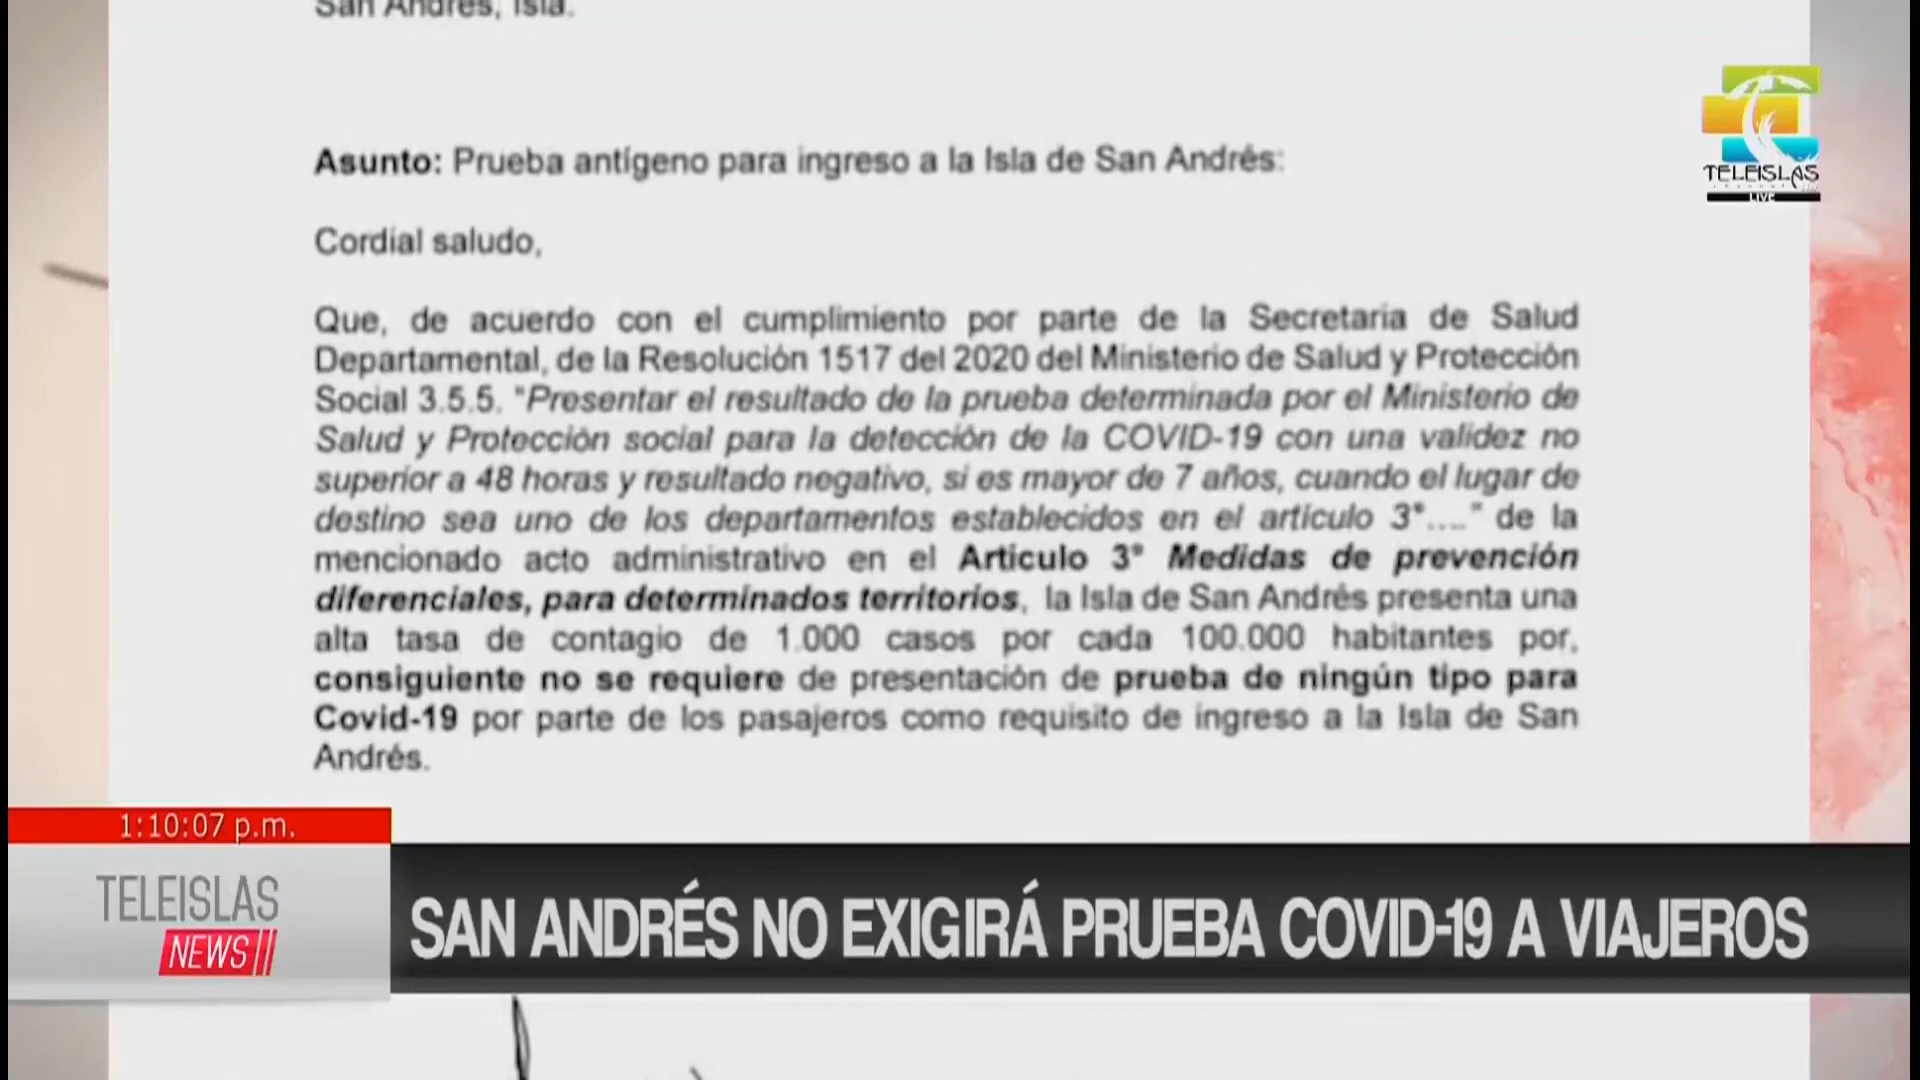 San Andrés, Isla.
Asunto: Prueba antígeno para ingreso a la Isla de San Andrés:
Cordial saludo,
Que, de acuerdo con el cumplimiento por parte de la Secretaria de Salud
Departamental, de la Resolución 1517 del 2020 del Ministerio de Salud y Protección
Social 3.5.5. "Presentar el resultado de la prueba determinada por el Ministerio de
Salud y Protección social para la detección de la COVID-19 con una validez no
superior a 48 horas y resultado negativo, si es mayor de 7 años, cuando el lugar de
destino sea uno de los departamentos establecidos en el artículo 3°...." de la
mencionado acto administrativo en el Artículo 3° Medidas de prevención
diferenciales, para determinados territorios, la Isla de San Andrés presenta una
alta tasa de contagio de 1.000 casos por cada 100.000 habitantes por,
consiguiente no se requiere de presentación de prueba de ningún tipo para
Covid-19 por parte de los pasajeros como requisito de ingreso a la Isla de San
Andrés.
TELEISLAS
channel
LIVE
1:10:07 p.m.
TELEISLAS
NEWS
SAN ANDRÉS NO EXIGIRÁ PRUEBA COVID-19 A VIAJEROS